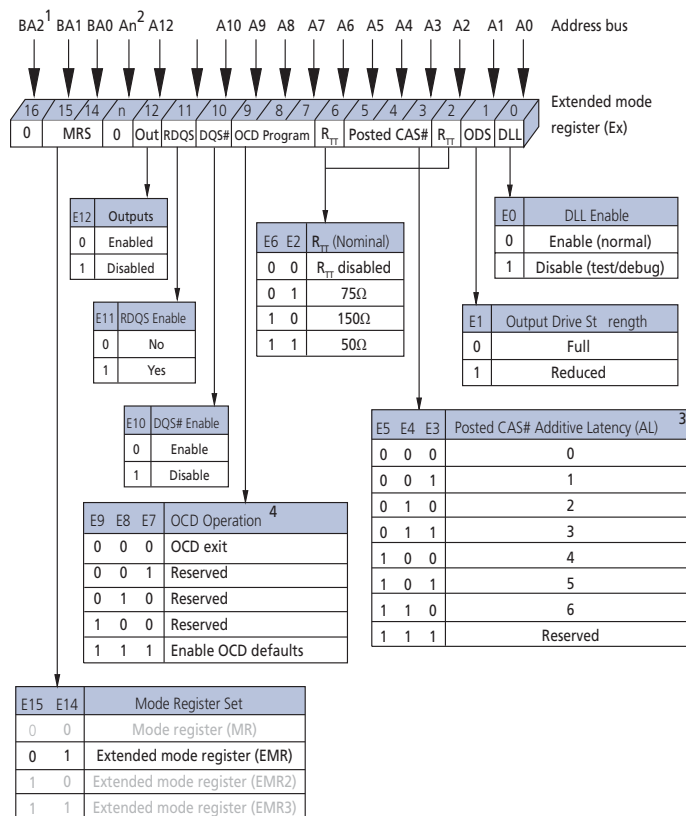 BA2¹ BA1 BA0 An² A12 A10 A9 A8 A7 A6 A5 A4 A3 A2 A1 A0 Address bus
16 15 14 n 12 11 10 9 8 7 6 5 4 3 2 1 0
Extended mode
register (Ex)
0 MRS 0 Out RDQS DQS# OCD Program RTT Posted CAS# RTT ODS DLL
E12 Outputs
0 Enabled
1 Disabled
E6 E2 RTT (Nominal)
0 0 RTT disabled
0 1 75Ω
1 0 150Ω
1 1 50Ω
E0 DLL Enable
0 Enable (normal)
1 Disable (test/debug)
E11 RDQS Enable
0 No
1 Yes
E1 Output Drive St rength
0 Full
1 Reduced
E10 DQS# Enable
0 Enable
1 Disable
E5 E4 E3 Posted CAS# Additive Latency (AL) 3
0 0 0 0
0 0 1 1
0 1 0 2
0 1 1 3
1 0 0 4
1 0 1 5
1 1 0 6
1 1 1 Reserved
E9 E8 E7 OCD Operation 4
0 0 0 OCD exit
0 0 1 Reserved
0 1 0 Reserved
1 0 0 Reserved
1 1 1 Enable OCD defaults
E15 E14 Mode Register Set
0 0 Mode register (MR)
0 1 Extended mode register (EMR)
1 0 Extended mode register (EMR2)
1 1 Extended mode register (EMR3)